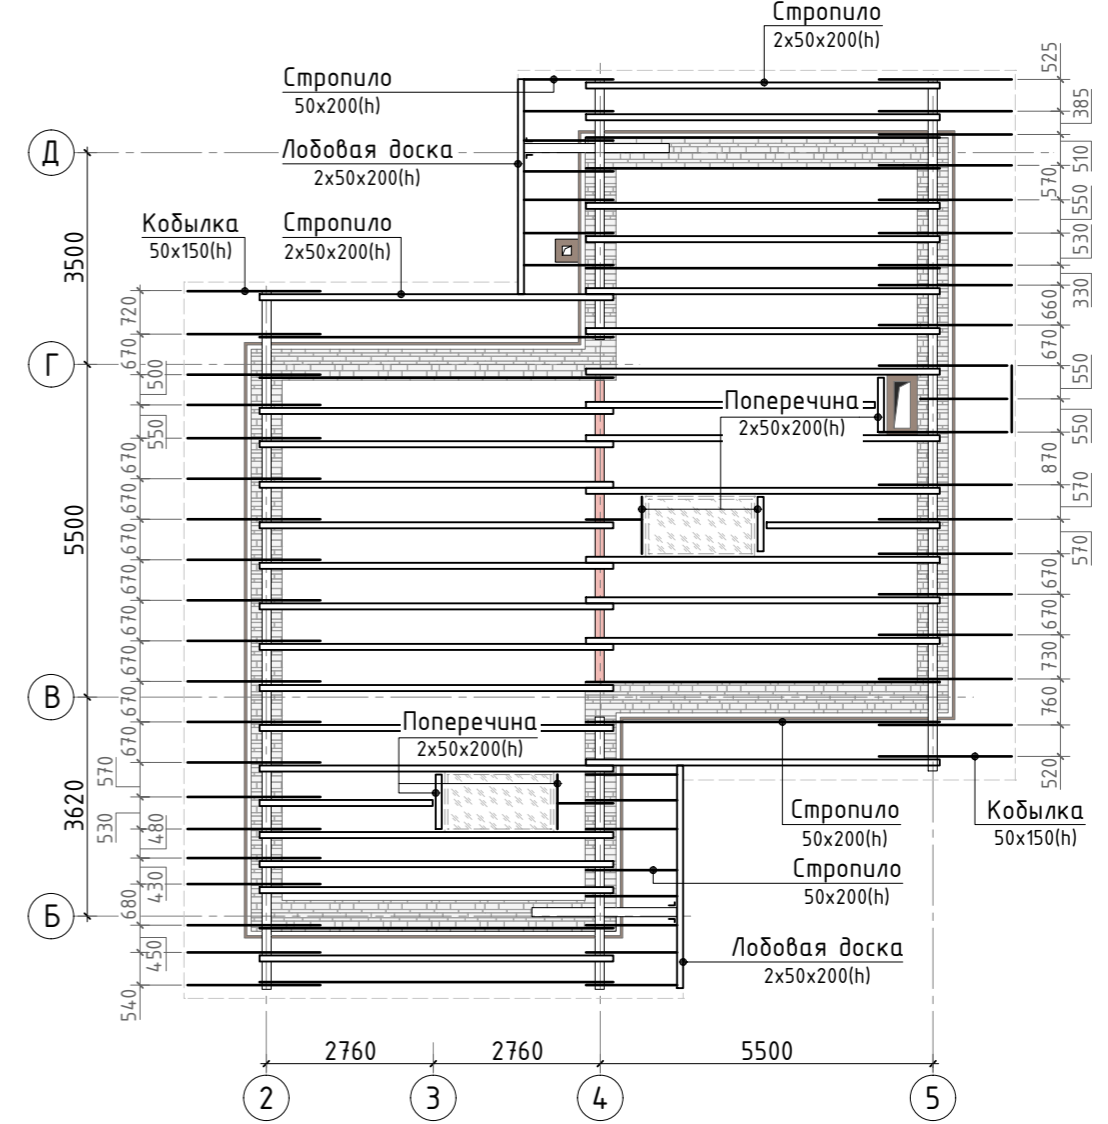 Стропило
2х50х200(h)
Стропило
50х200(h)
Лобовая доска
2х50х200(h)
Кобылка
50х150(h)
Стропило
2х50х200(h)
Д
Г
В
Б
3500
5500
3620
720
670
500
550
670
670
670
670
670
670
670
670
570
530
480
430
680
450
540
525
385
510
570
550
530
330
660
670
550
550
870
570
570
670
670
730
760
520
Поперечина
2х50х200(h)
Поперечина
2х50х200(h)
Стропило
50х200(h)
Кобылка
50х150(h)
Стропило
50х200(h)
Лобовая доска
2х50х200(h)
2760
2760
5500
2
3
4
5